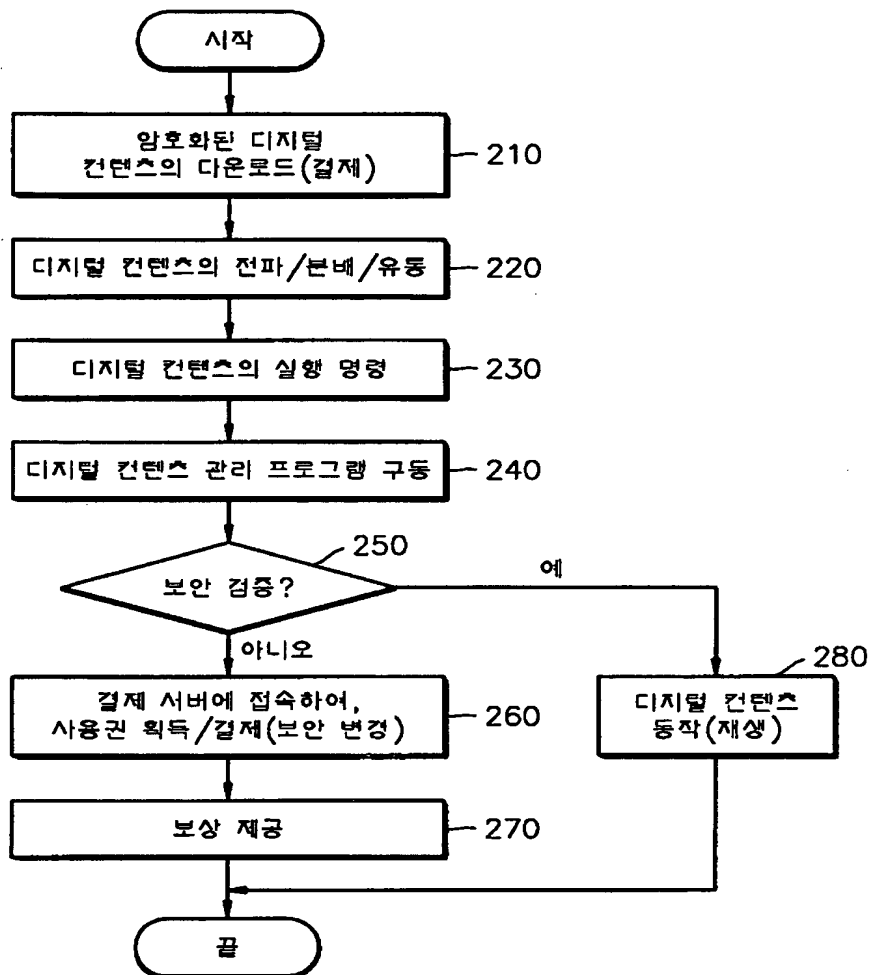 시작
암호화된 디지털
컨텐츠의 다운로드(결제)
210
디지털 컨텐츠의 전파/분배/유통
220
디지털 컨텐츠의 실행 명령
230
디지털 컨텐츠 관리 프로그램 구동
240
250
보안 검증?
예
아니오
결제 서버에 접속하여,
사용권 획득/결제(보안 변경)
260
280
디지털 컨텐츠
동작(재생)
보상 제공
270
끝